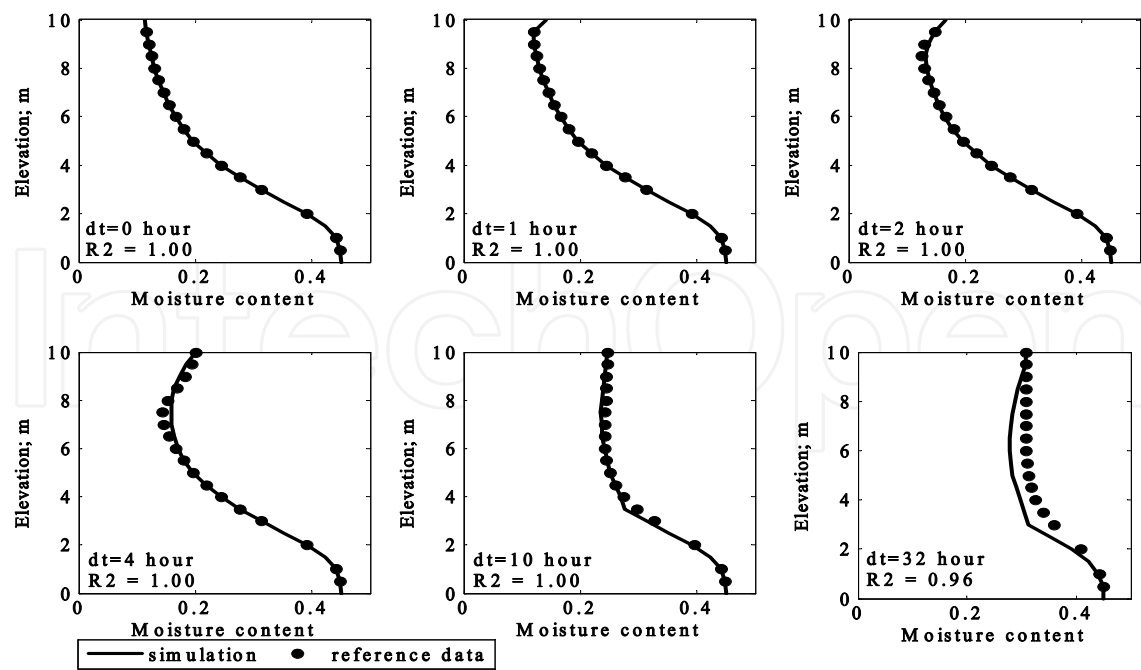 10
8
6
4
2
0
Elevation; m
dt=0 hour
R2 = 1.00
0 0.2 0.4
Moisture content
10
8
6
4
2
0
Elevation; m
dt=1 hour
R2 = 1.00
0 0.2 0.4
Moisture content
10
8
6
4
2
0
Elevation; m
dt=2 hour
R2 = 1.00
0 0.2 0.4
Moisture content
IntechOpen
10
8
6
4
2
0
Elevation; m
dt=4 hour
R2 = 1.00
0 0.2 0.4
Moisture content
10
8
6
4
2
0
Elevation; m
dt=10 hour
R2 = 1.00
0 0.2 0.4
Moisture content
10
8
6
4
2
0
Elevation; m
dt=32 hour
R2 = 0.96
0 0.2 0.4
Moisture content
simulation reference data